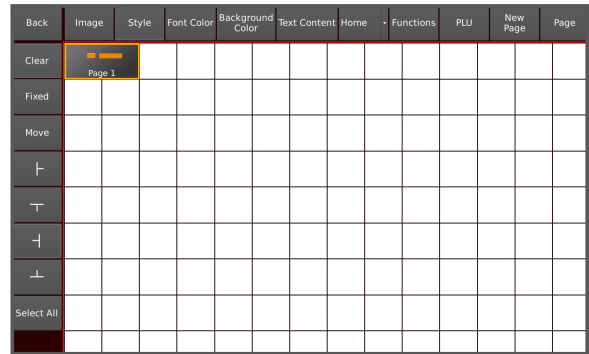 Back
Image
Style
Font Color
Background
Color
Text Content
Home
Functions
PLU
New
Page
Page
Clear
Page 1
Fixed
Move
Select All